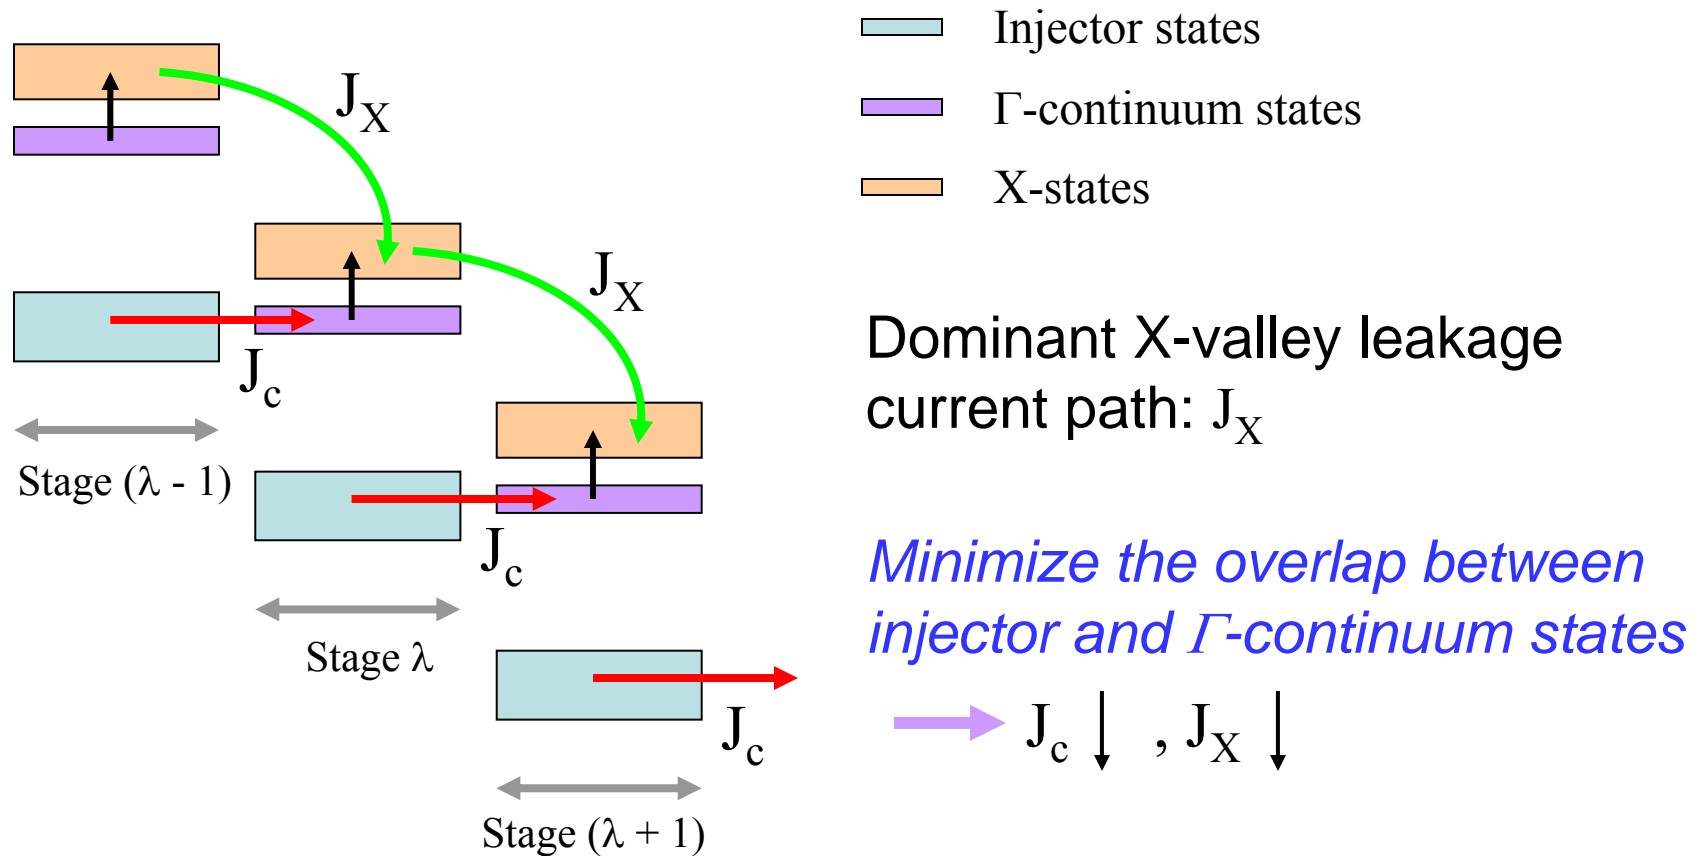 Injector states
Γ-continuum states
X-states
J_X
J_X
J_c
J_c
J_c
Stage (λ - 1)
Stage λ
Stage (λ + 1)
Dominant X-valley leakage
current path: J_X
Minimize the overlap between
injector and Γ-continuum states
J_c ↓ , J_X ↓